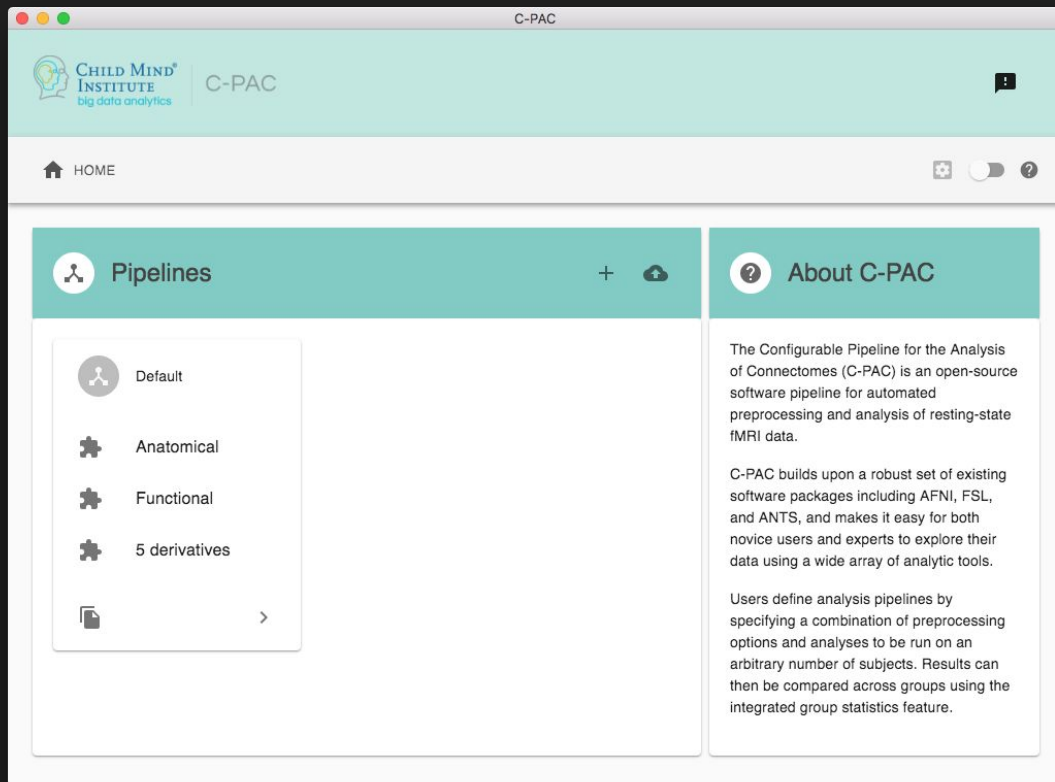 C-PAC
CHILD MIND®
INSTITUTE
big data analytics
C-PAC
HOME
Pipelines
Default
Anatomical
Functional
5 derivatives
About C-PAC
The Configurable Pipeline for the Analysis
of Connectomes (C-PAC) is an open-source
software pipeline for automated
preprocessing and analysis of resting-state
fMRI data.
C-PAC builds upon a robust set of existing
software packages including AFNI, FSL,
and ANTS, and makes it easy for both
novice users and experts to explore their
data using a wide array of analytic tools.
Users define analysis pipelines by
specifying a combination of preprocessing
options and analyses to be run on an
arbitrary number of subjects. Results can
then be compared across groups using the
integrated group statistics feature.